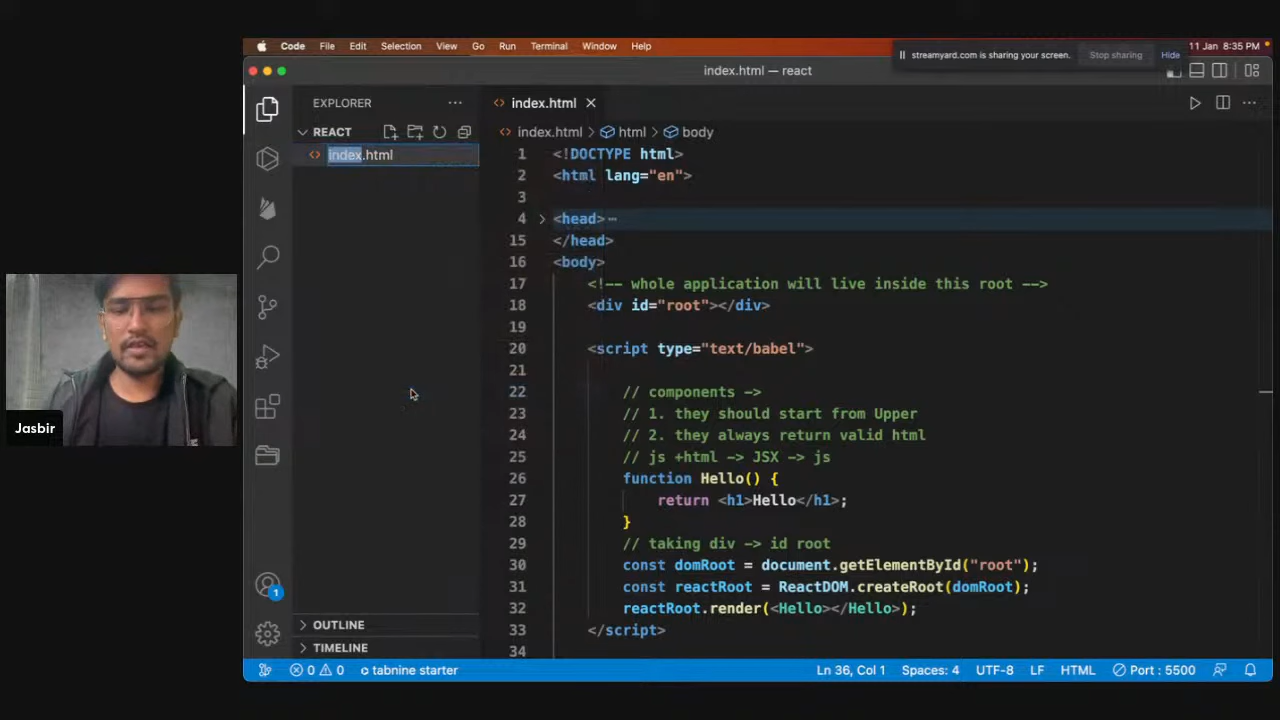 Code File Edit Selection View Go Run Terminal Window Help
streamyard.com is sharing your screen. Stop sharing Hide
11 Jan 8:35 PM
index.html — react
EXPLORER
index.html
REACT
index.html > html > body
index.html
1 <!DOCTYPE html>
2 <html lang="en">
3
4 <head> ⋯
15 </head>
16 <body>
17 <!-- whole application will live inside this root -->
18 <div id="root"></div>
19
20 <script type="text/babel">
21
22 // components ->
23 // 1. they should start from Upper
24 // 2. they always return valid html
25 // js +html -> JSX -> js
26 function Hello() {
27 return <h1>Hello</h1>;
28 }
29 // taking div -> id root
30 const domRoot = document.getElementById("root");
31 const reactRoot = ReactDOM.createRoot(domRoot);
32 reactRoot.render(<Hello></Hello>);
33 </script>
34
Jasbir
1
OUTLINE
TIMELINE
0 0 tabnine starter Ln 36, Col 1 Spaces: 4 UTF-8 LF HTML Port : 5500